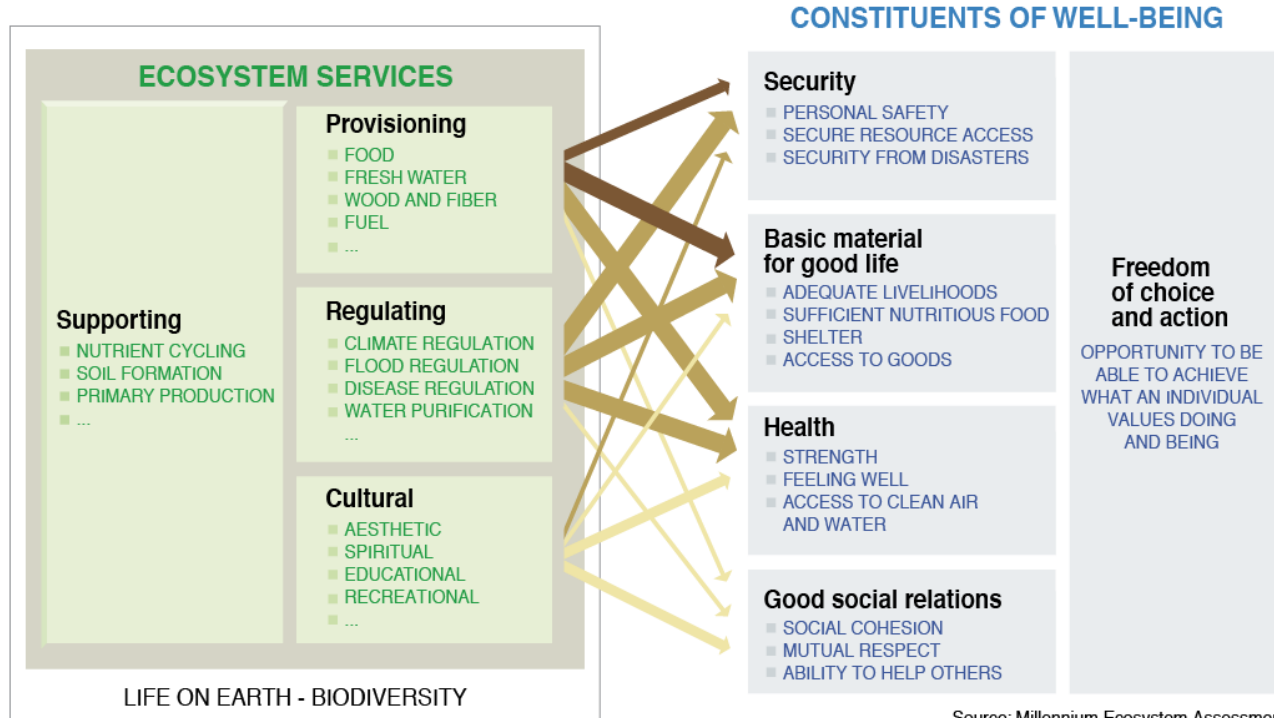 CONSTITUENTS OF WELL-BEING
ECOSYSTEM SERVICES
Supporting
NUTRIENT CYCLING
SOIL FORMATION
PRIMARY PRODUCTION
...
Provisioning
FOOD
FRESH WATER
WOOD AND FIBER
FUEL
...
Regulating
CLIMATE REGULATION
FLOOD REGULATION
DISEASE REGULATION
WATER PURIFICATION
...
Cultural
AESTHETIC
SPIRITUAL
EDUCATIONAL
RECREATIONAL
...
LIFE ON EARTH - BIODIVERSITY
Security
PERSONAL SAFETY
SECURE RESOURCE ACCESS
SECURITY FROM DISASTERS
Basic material
for good life
ADEQUATE LIVELIHOODS
SUFFICIENT NUTRITIOUS FOOD
SHELTER
ACCESS TO GOODS
Health
STRENGTH
FEELING WELL
ACCESS TO CLEAN AIR
AND WATER
Good social relations
SOCIAL COHESION
MUTUAL RESPECT
ABILITY TO HELP OTHERS
Freedom
of choice
and action
OPPORTUNITY TO BE
ABLE TO ACHIEVE
WHAT AN INDIVIDUAL
VALUES DOING
AND BEING
Source: Millennium Ecosystem Assessmen